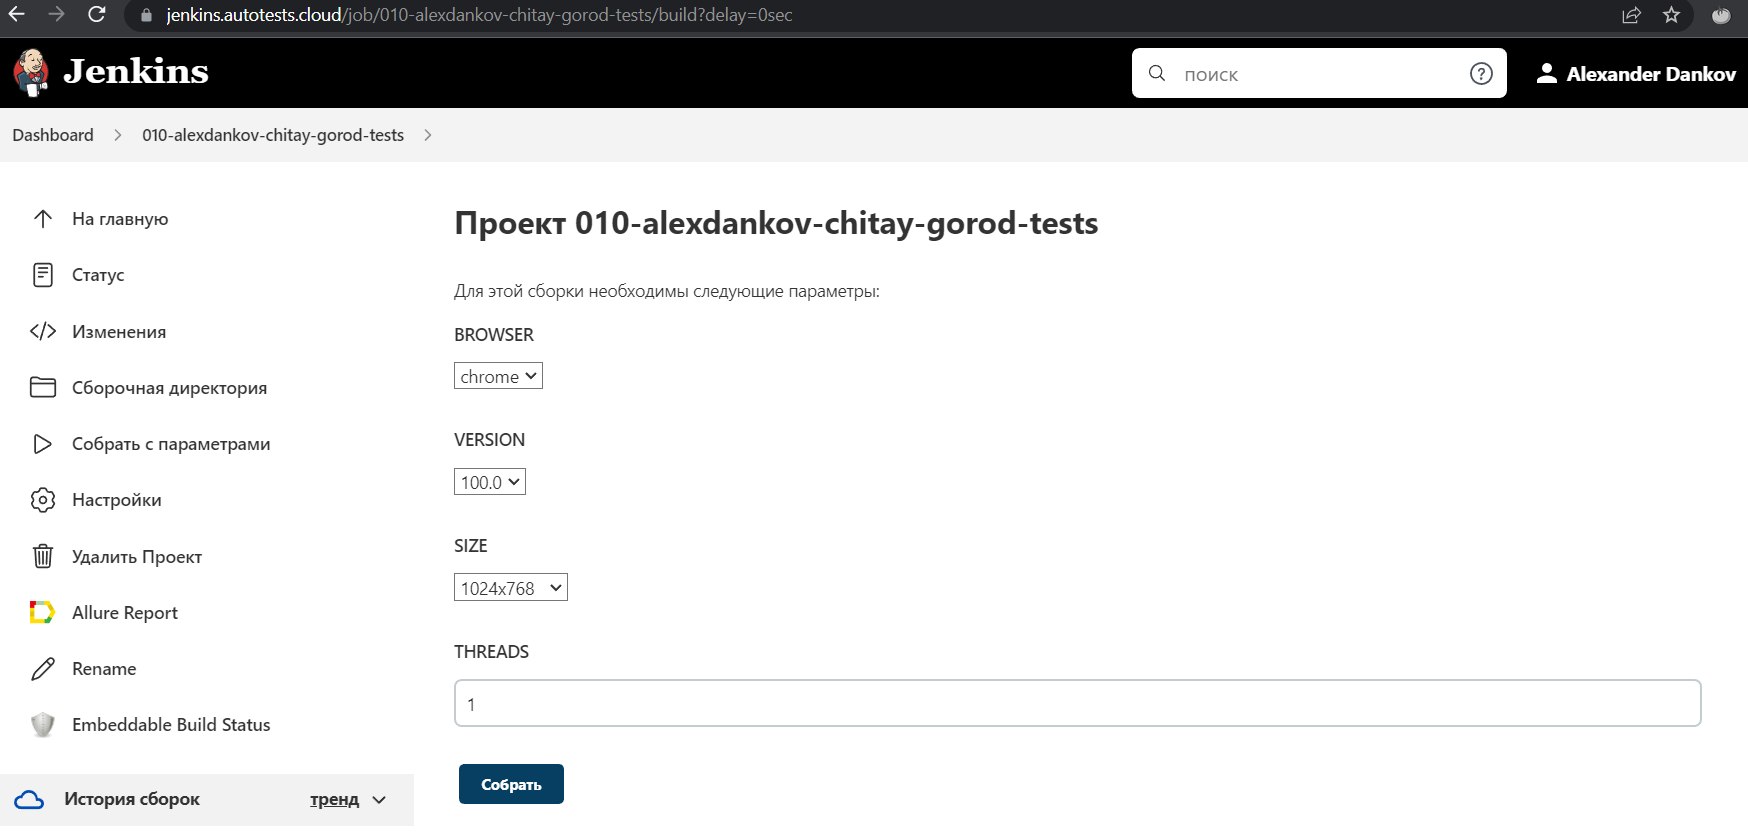 jenkins.autotests.cloud/job/010-alexdankov-chitay-gorod-tests/build?delay=0sec
Jenkins
поиск
?
Alexander Dankov
Dashboard
010-alexdankov-chitay-gorod-tests
На главную
Статус
Изменения
Сборочная директория
Собрать с параметрами
Настройки
Удалить Проект
Allure Report
Rename
Embeddable Build Status
История сборок
тренд
Проект 010-alexdankov-chitay-gorod-tests
Для этой сборки необходимы следующие параметры:
BROWSER
chrome
VERSION
100.0
SIZE
1024x768
THREADS
1
Собрать